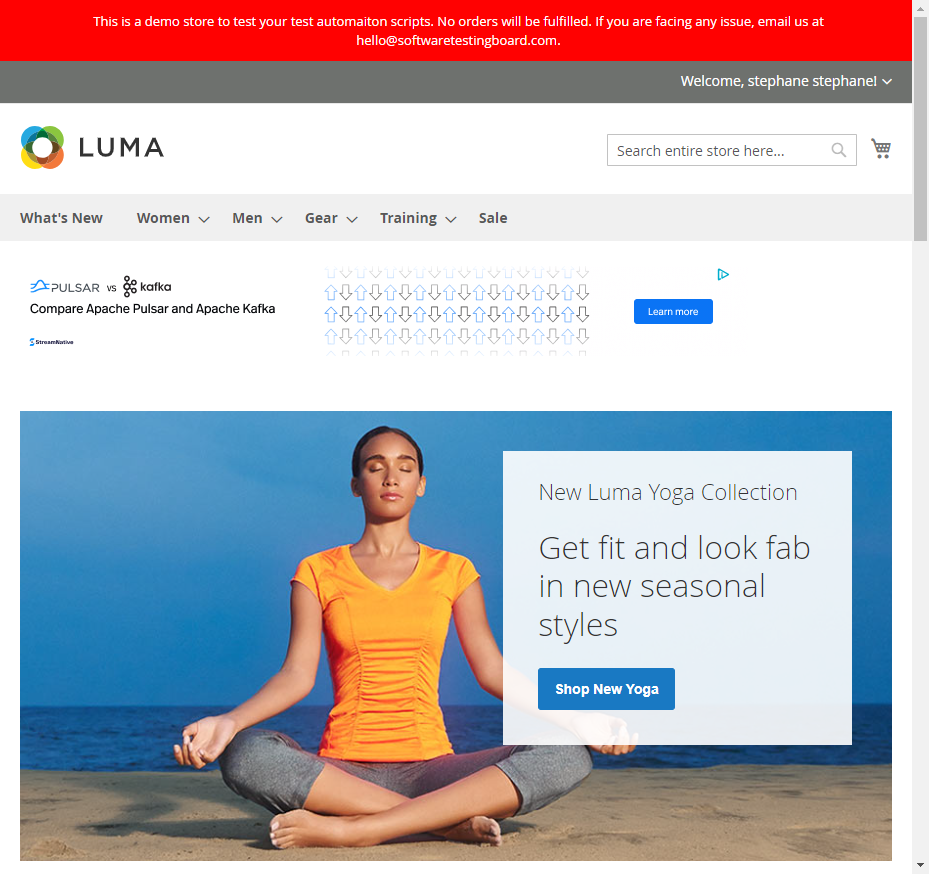 This is a demo store to test your test automaiton scripts. No orders will be fulfilled. If you are facing any issue, email us at
hello@softwaretestingboard.com.
Welcome, stephane stephane!
LUMA
Search entire store here...
What's New Women Men Gear Training Sale
PULSAR vs kafka
Compare Apache Pulsar and Apache Kafka
Learn more
StreamNative
New Luma Yoga Collection
Get fit and look fab
in new seasonal
styles
Shop New Yoga